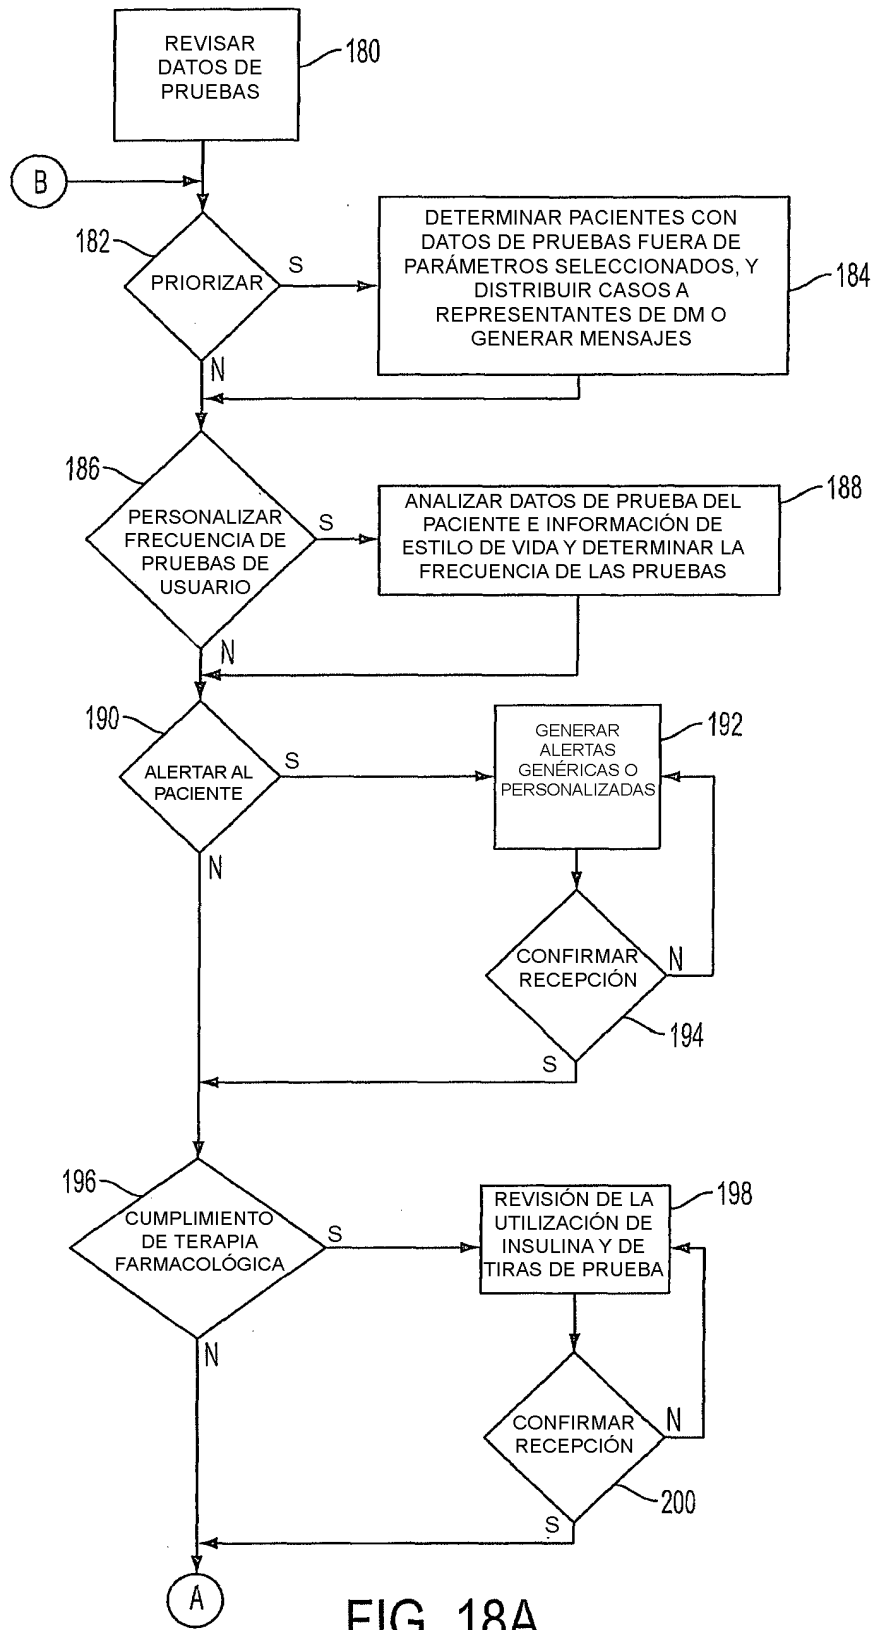 REVISAR
DATOS DE
PRUEBAS
180
B
182
PRIORIZAR
S
N
DETERMINAR PACIENTES CON
DATOS DE PRUEBAS FUERA DE
PARÁMETROS SELECCIONADOS, Y
DISTRIBUIR CASOS A
REPRESENTANTES DE DM O
GENERAR MENSAJES
184
186
PERSONALIZAR
FRECUENCIA DE
PRUEBAS DE
USUARIO
S
N
ANALIZAR DATOS DE PRUEBA DEL
PACIENTE E INFORMACIÓN DE
ESTILO DE VIDA Y DETERMINAR LA
FRECUENCIA DE LAS PRUEBAS
188
190
ALERTAR AL
PACIENTE
S
N
GENERAR
ALERTAS
GENÉRICAS O
PERSONALIZADAS
192
CONFIRMAR
RECEPCIÓN
N
194
S
196
CUMPLIMIENTO
DE TERAPIA
FARMACOLÓGICA
S
N
REVISIÓN DE LA
UTILIZACIÓN DE
INSULINA Y DE
TIRAS DE PRUEBA
198
CONFIRMAR
RECEPCIÓN
N
200
S
A
FIG. 18A